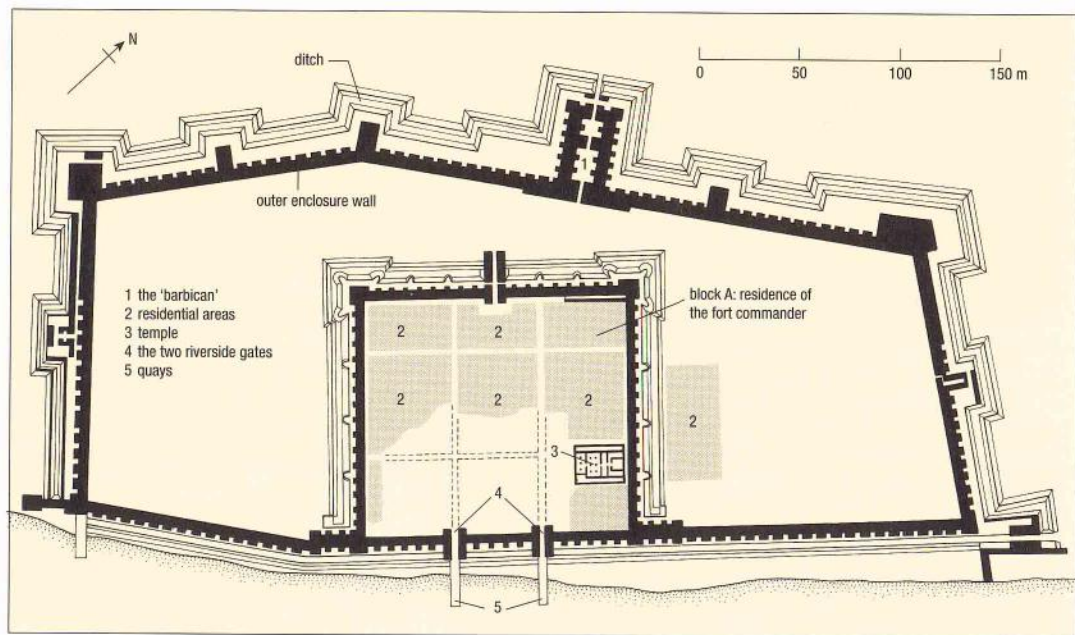 N
ditch
0 50 100 150 m
1
outer enclosure wall
1 the 'barbican'
2 residential areas
3 temple
4 the two riverside gates
5 quays
block A: residence of
the fort commander
2 2
2 2 2 2
3
4
5